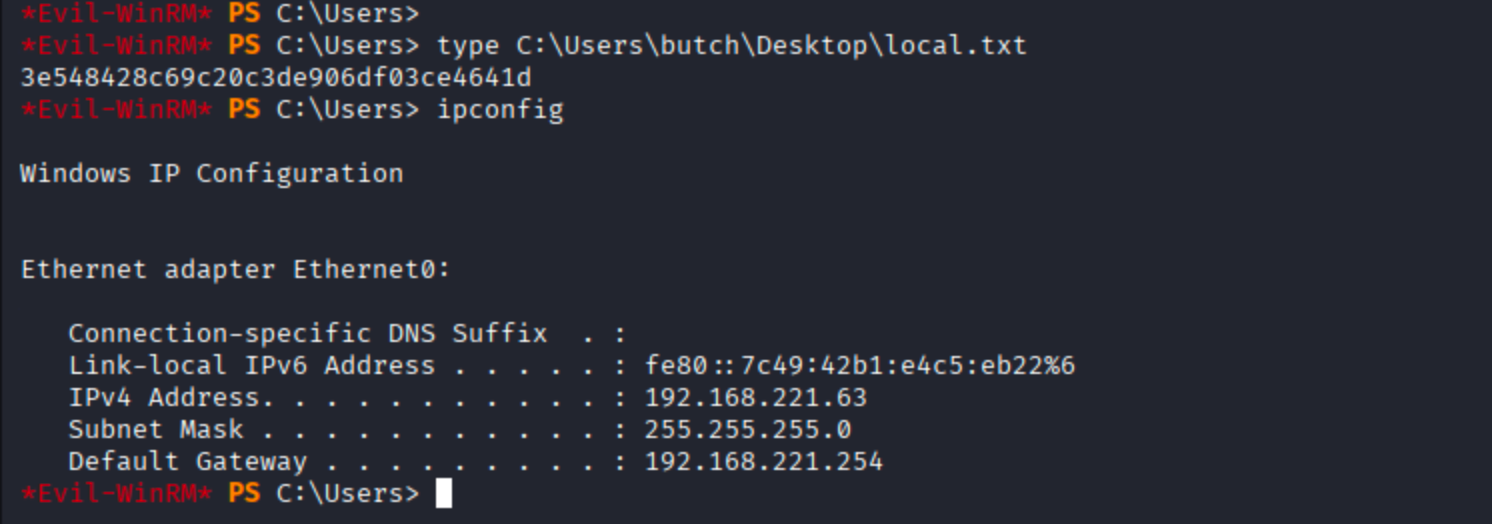 *Evil-WinRM* PS C:\Users>
*Evil-WinRM* PS C:\Users> type C:\Users\butch\Desktop\local.txt
3e548428c69c20c3de906df03ce4641d
*Evil-WinRM* PS C:\Users> ipconfig
Windows IP Configuration
Ethernet adapter Ethernet0:
Connection-specific DNS Suffix  . :
Link-local IPv6 Address . . . . . : fe80::7c49:42b1:e4c5:eb22%6
IPv4 Address. . . . . . . . . . . : 192.168.221.63
Subnet Mask . . . . . . . . . . . : 255.255.255.0
Default Gateway . . . . . . . . . : 192.168.221.254
*Evil-WinRM* PS C:\Users>